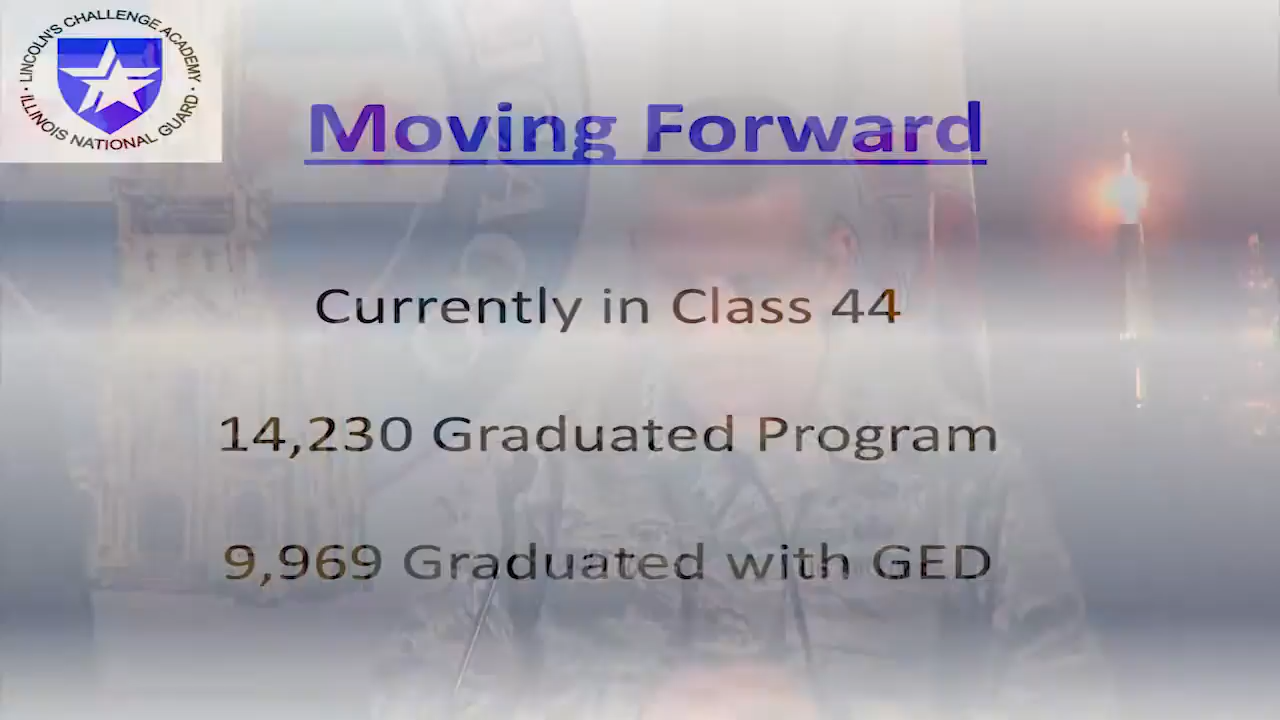 LINCOLN'S CHALLENGE ACADEMY
ILLINOIS NATIONAL GUARD
Moving Forward
Currently in Class 44
14,230 Graduated Program
9,969 Graduated with GED